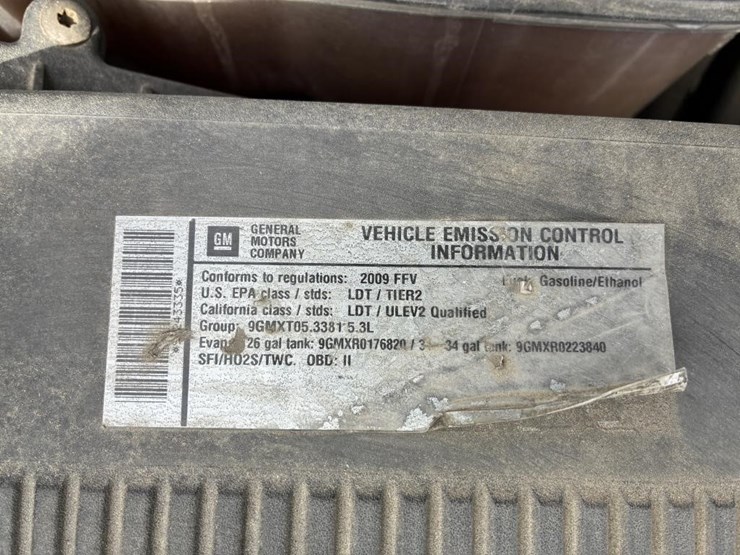 GM GENERAL MOTORS COMPANY
VEHICLE EMISSION CONTROL
INFORMATION
Conforms to regulations: 2009 FFV Gasoline/Ethanol
U.S. EPA class / stds: LDT / TIER2
California class / stds: LDT / ULEV2 Qualified
Group: 9GMXT05.3381 5.3L
26 gal tank: 9GMXR0176820 / 34 gal tank: 9GMXR0223840
SFI/HO2S/TWC. OBD: II